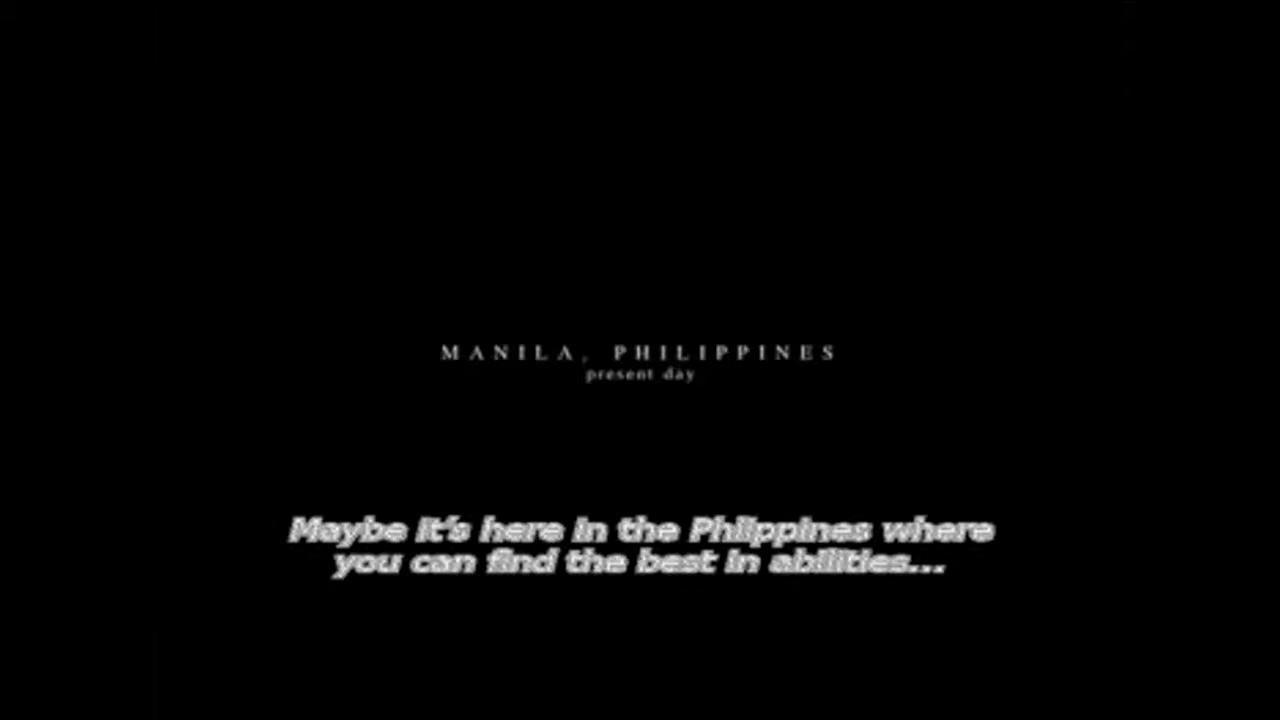 MANILA, PHILIPPINES
present day
Maybe it's here in the Philippines where
you can find the best in abilities...